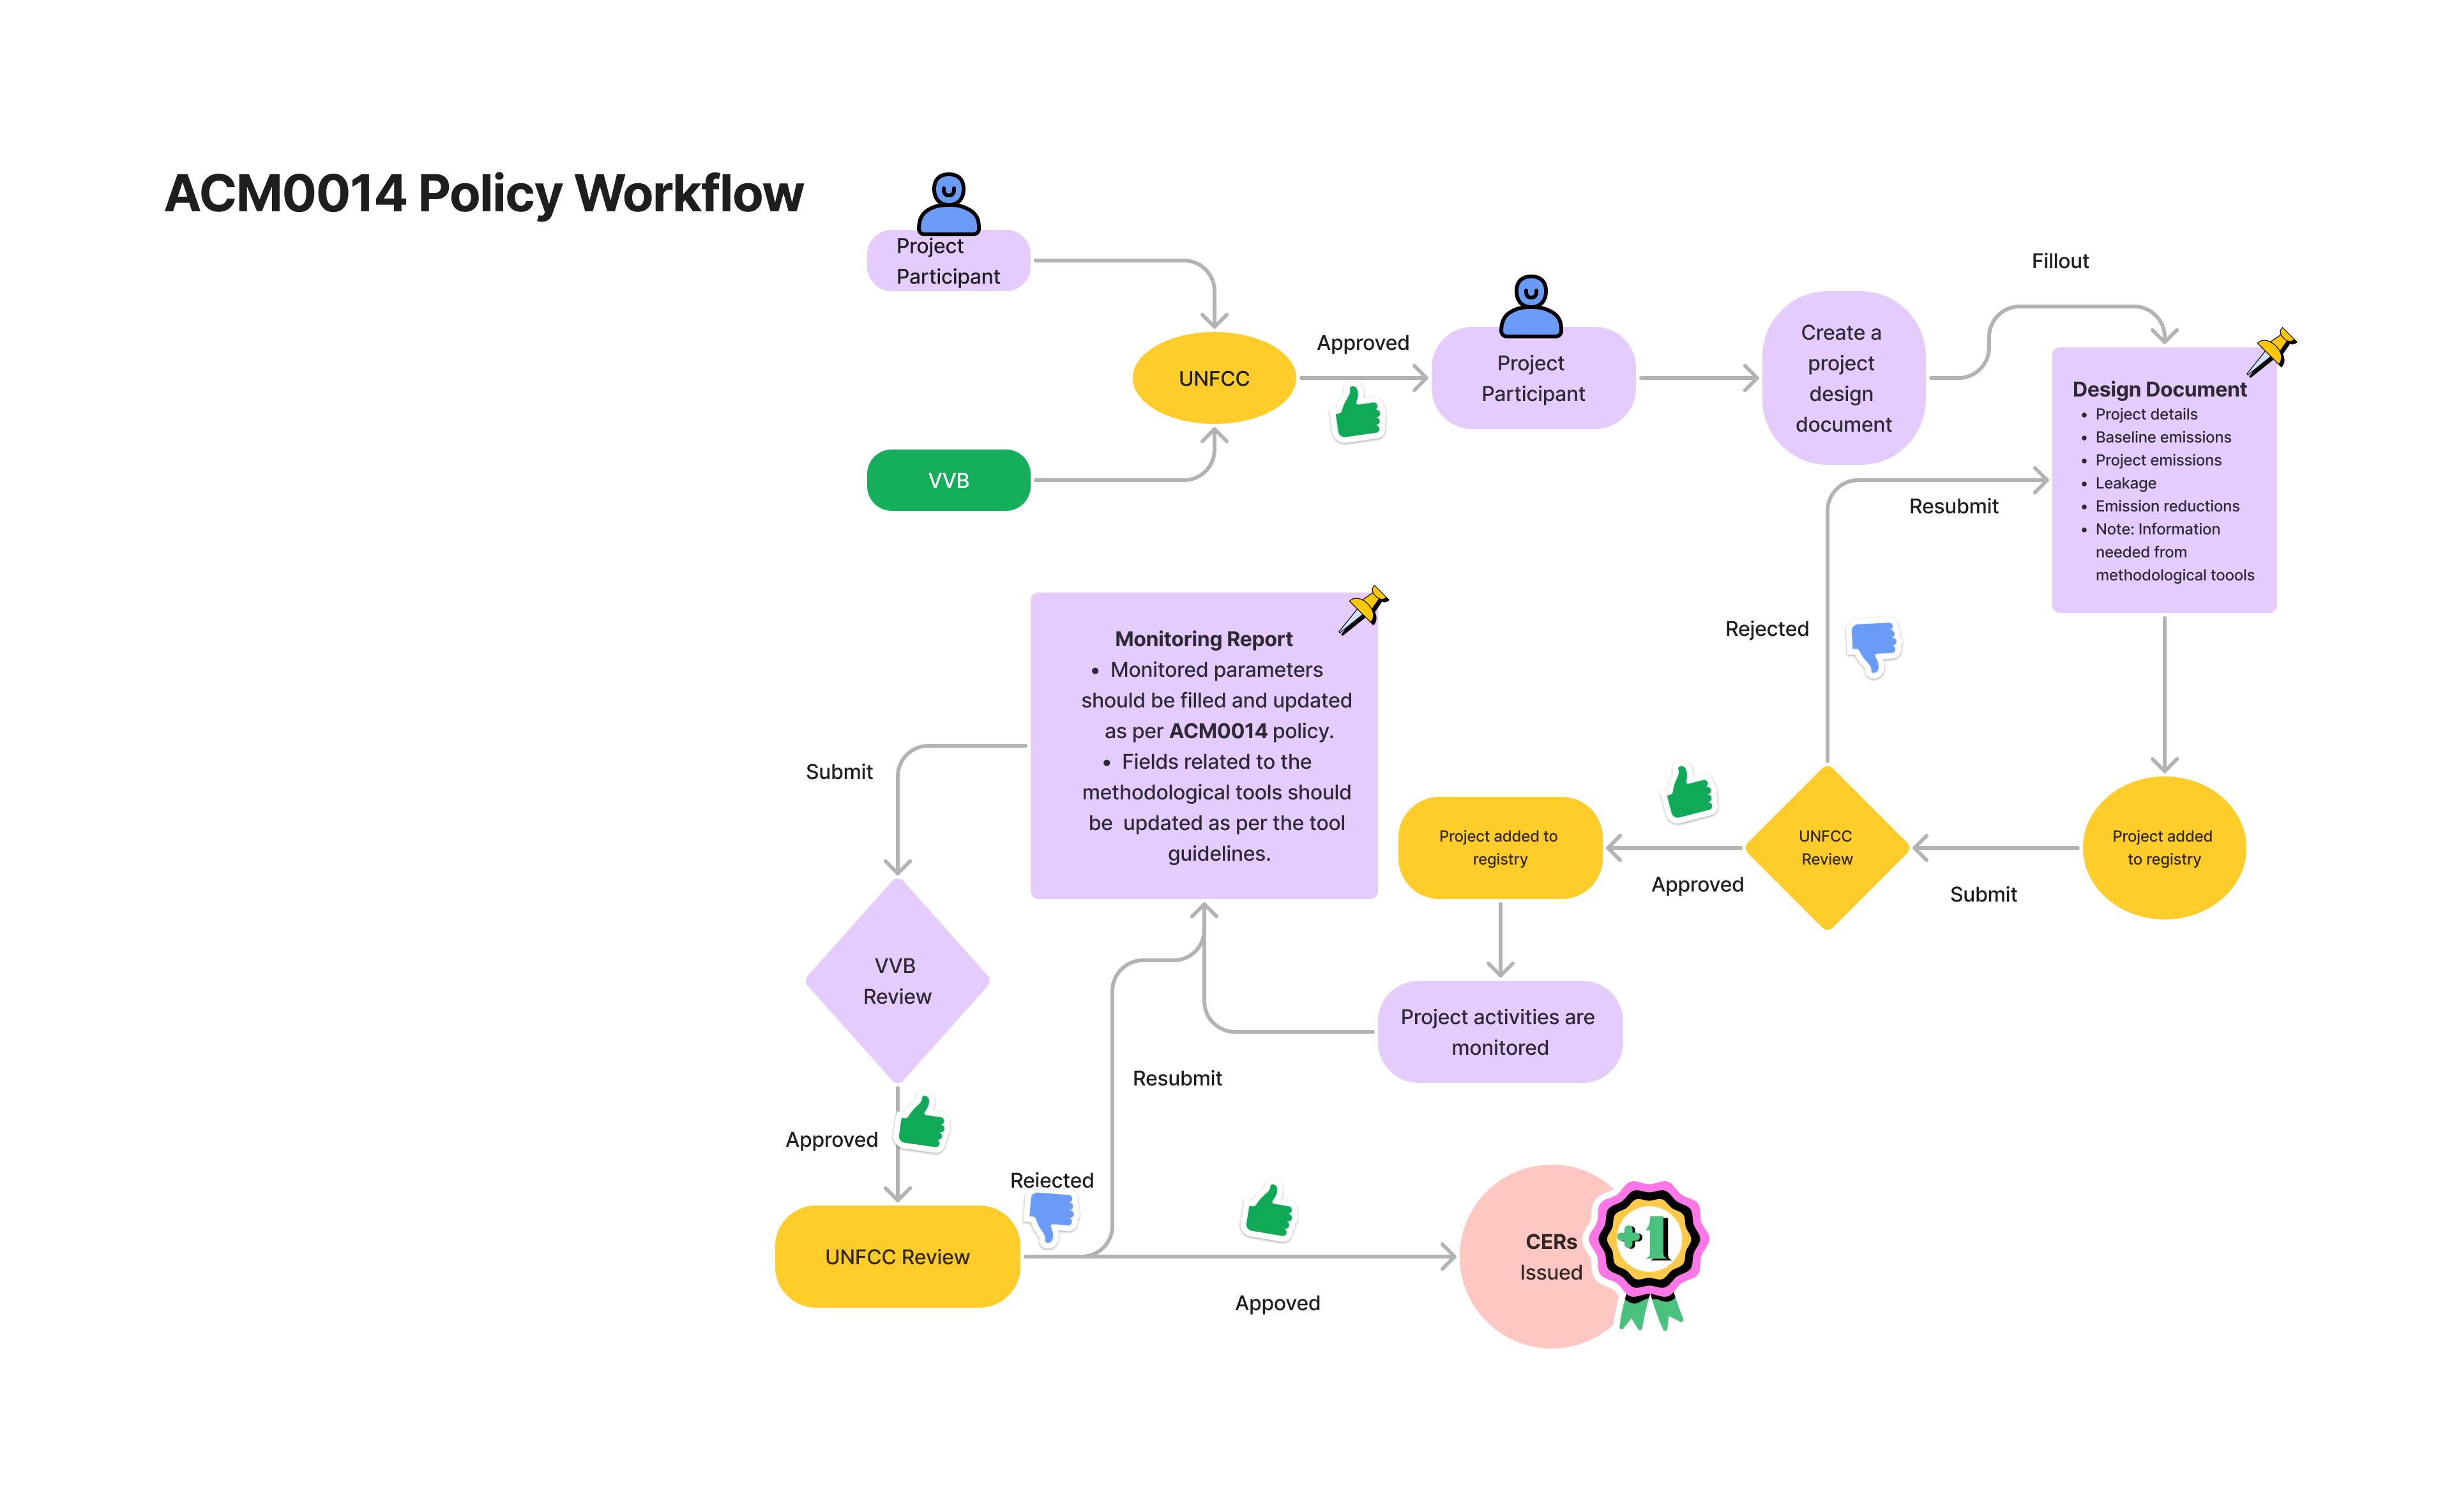 ACM0014 Policy Workflow
Project
Participant
Fillout
Approved
UNFCC
Project
Participant
Create a
project
design
document
Design Document
• Project details
• Baseline emissions
• Project emissions
• Leakage
• Emission reductions
• Note: Information
needed from
methodological toools
VVB
Resubmit
Rejected
Monitoring Report
• Monitored parameters
should be filled and updated
as per ACM0014 policy.
• Fields related to the
methodological tools should
be updated as per the tool
guidelines.
Submit
Project added to
registry
Approved
UNFCC
Review
Submit
Project added
to registry
VVB
Review
Project activities are
monitored
Resubmit
Approved
Rejected
UNFCC Review
Appoved
CERs
Issued
+1